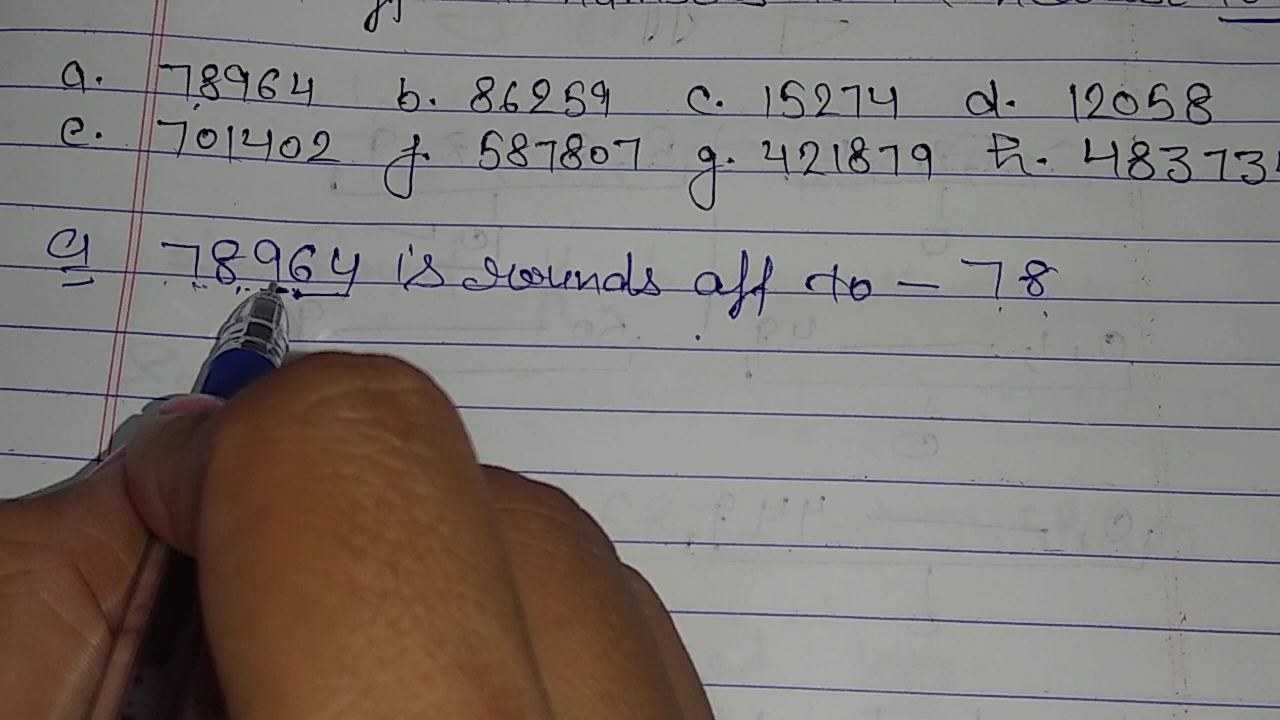 a. 78964 b. 86259 c. 15274 d. 12058
e. 701402 f. 587807 g. 421879 h. 48373
a 78964 is rounds off to - 78